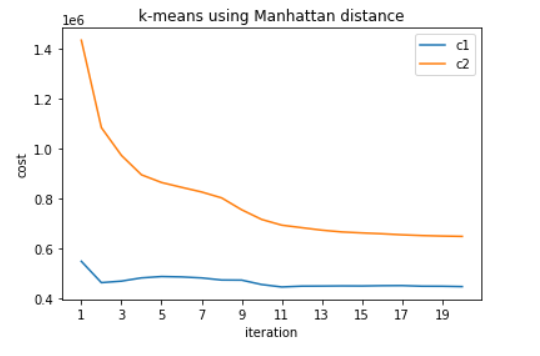 k-means using Manhattan distance
1e6
c1
c2
1.4
1.2
1.0
0.8
0.6
0.4
cost
1 3 5 7 9 11 13 15 17 19
iteration